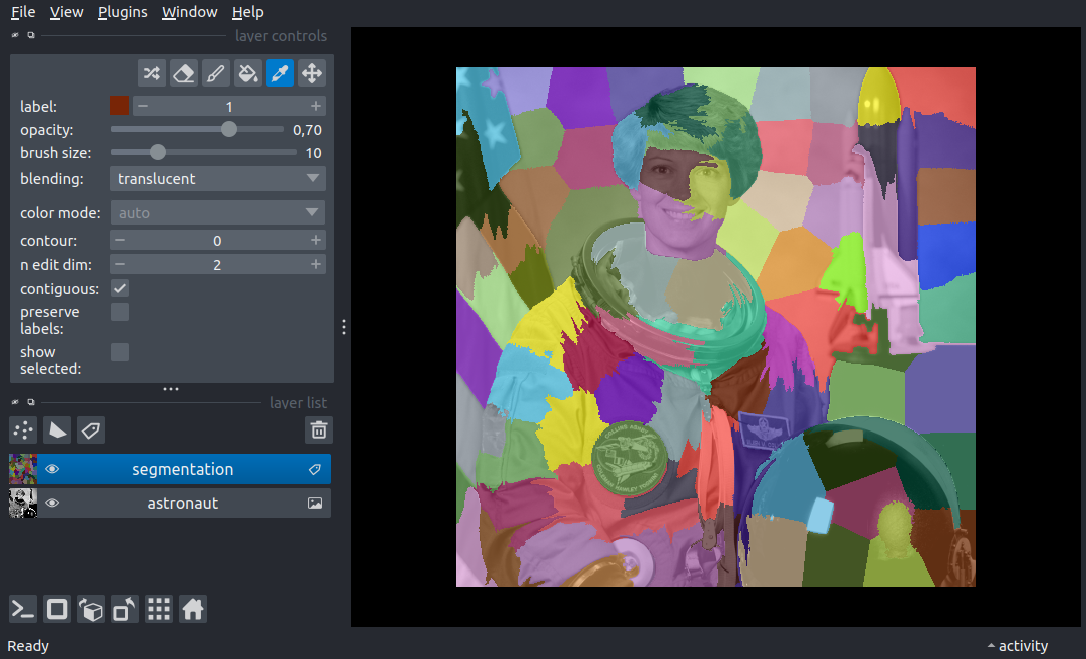 File View Plugins Window Help
layer controls
label: 1
opacity: 0,70
brush size: 10
blending: translucent
color mode: auto
contour: 0
n edit dim: 2
contiguous:
preserve
labels:
show
selected:
layer list
segmentation
astronaut
Ready
activity